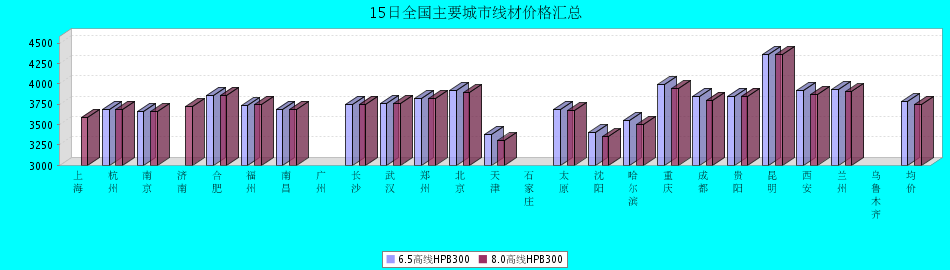 15日全国主要城市线材价格汇总
4500
4250
4000
3750
3500
3250
3000
上海 杭州 南京 济南 合肥 福州 南昌 广州 长沙 武汉 郑州 北京 天津 石家庄 太原 沈阳 哈尔滨 重庆 成都 贵阳 昆明 西安 兰州 乌鲁木齐 均价
6.5高线HPB300 8.0高线HPB300